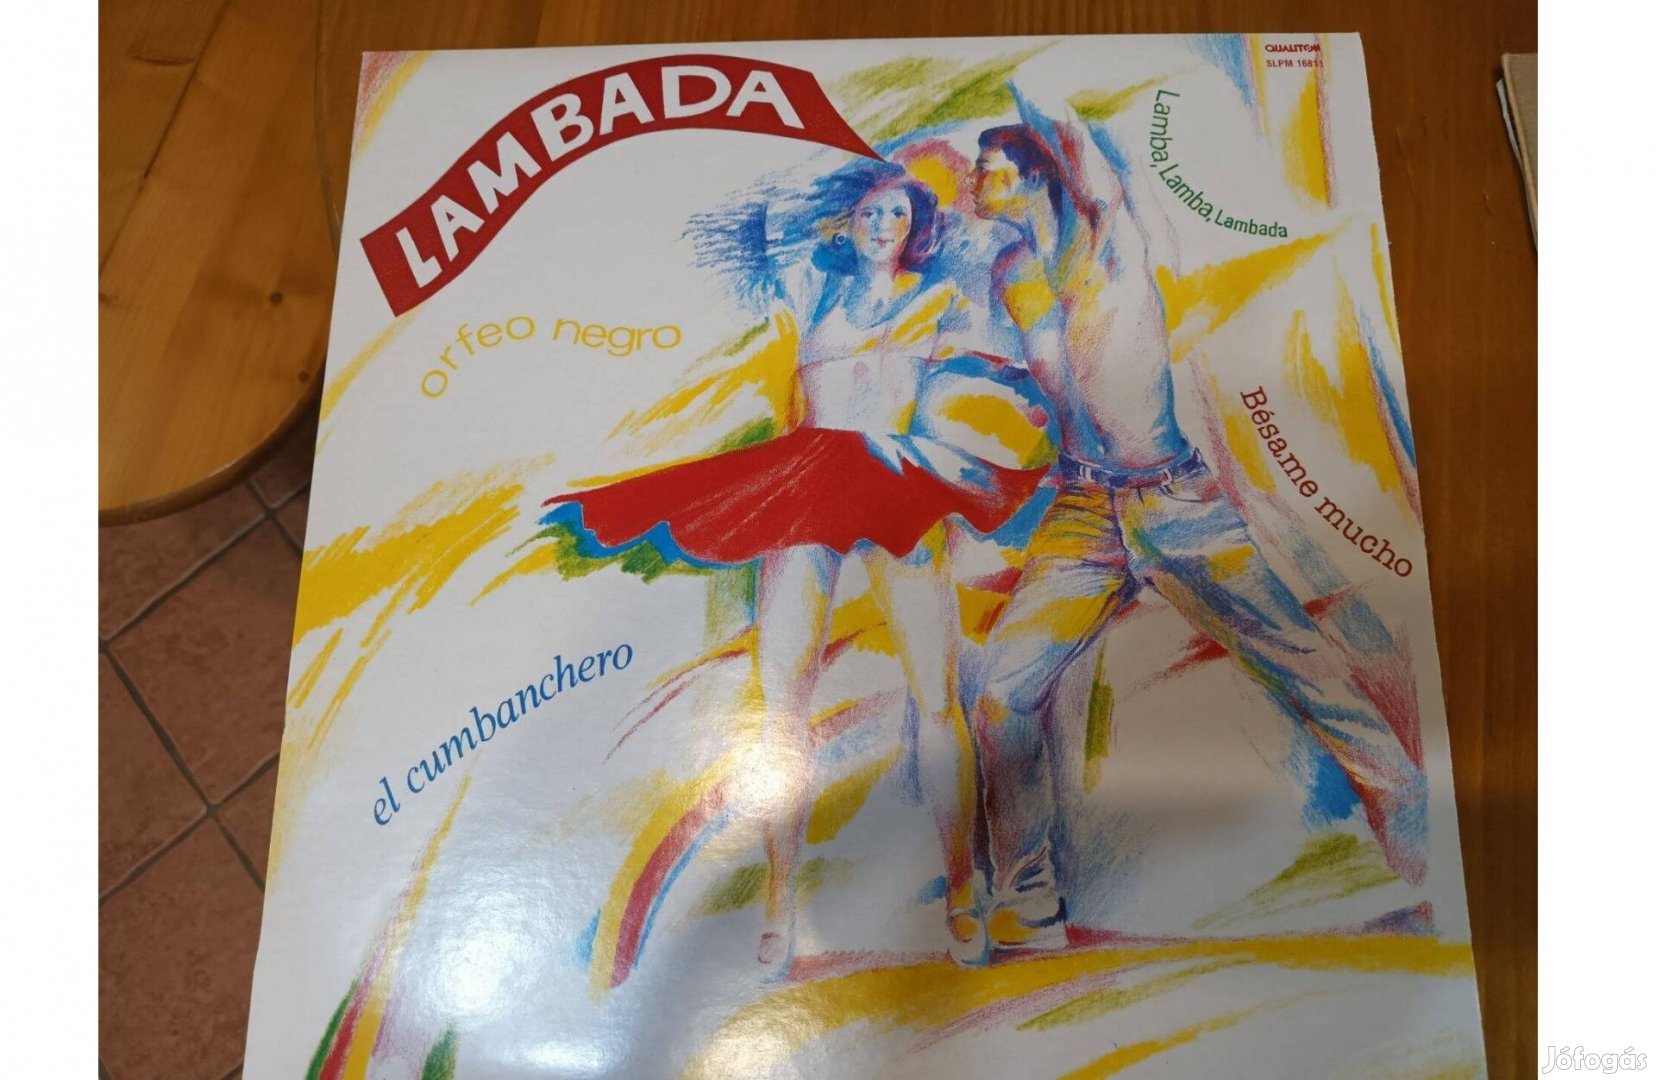 LAMBADA
QUALITON
SLPM 16811
Lamba, Lamba, Lambada
orfeo negro
Bésame mucho
el cumbanchero
Jófogás